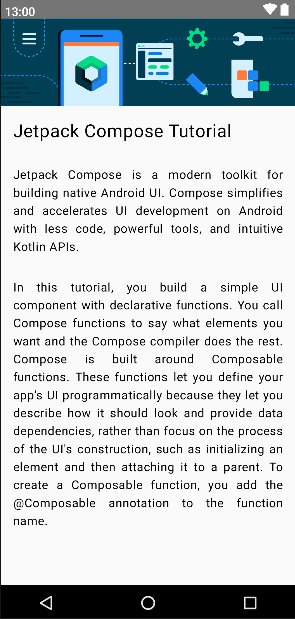 13:00
Jetpack Compose Tutorial
Jetpack Compose is a modern toolkit for
building native Android UI. Compose simplifies
and accelerates UI development on Android
with less code, powerful tools, and intuitive
Kotlin APIs.
In this tutorial, you build a simple UI
component with declarative functions. You call
Compose functions to say what elements you
want and the Compose compiler does the rest.
Compose is built around Composable
functions. These functions let you define your
app's UI programmatically because they let you
describe how it should look and provide data
dependencies, rather than focus on the process
of the UI's construction, such as initializing an
element and then attaching it to a parent. To
create a Composable function, you add the
@Composable annotation to the function
name.